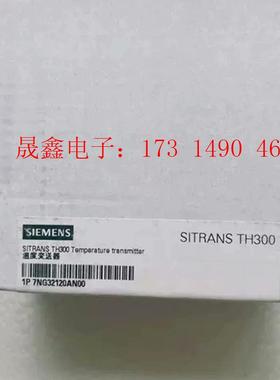 晟鑫电子：173 1490 46
SIEMENS
SITRANS TH300
SITRANS TH300 Temperature transmitter
温度变送器
1P 7NG32120AN00